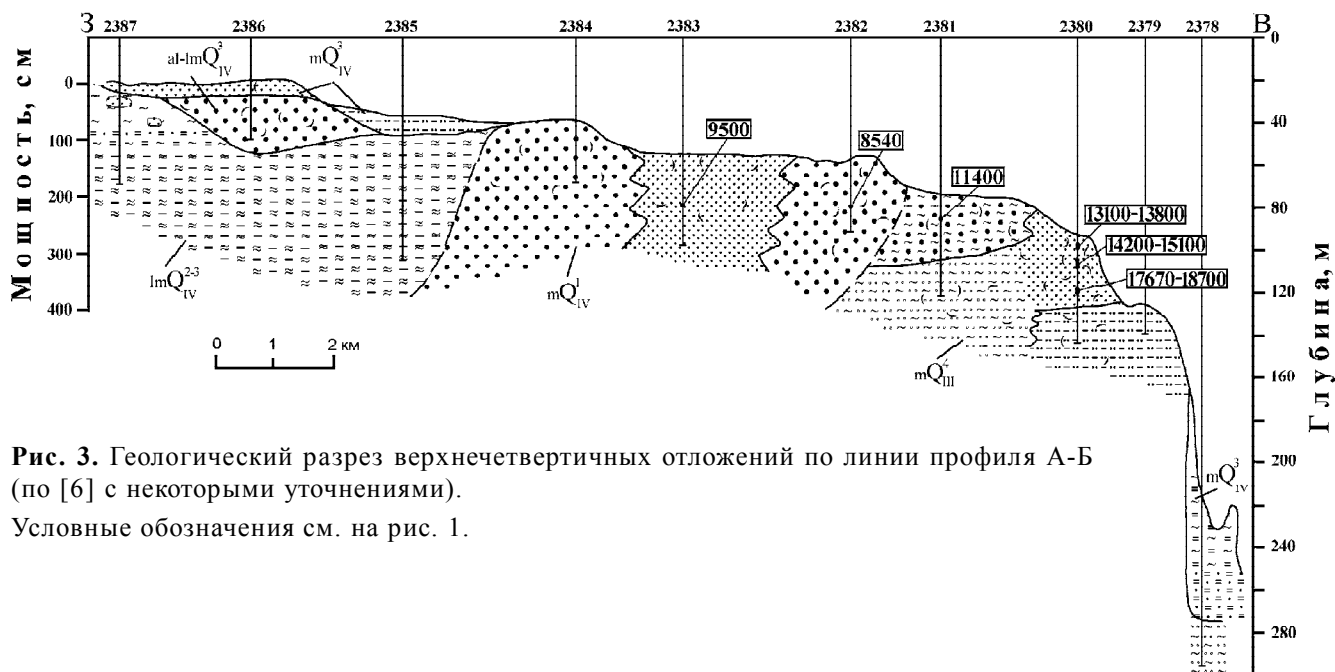 З 2387 2386 2385 2384 2383 2382 2381 2380 2379 2378 В
Мощность, см
0
100
200
300
400
al-lmQ³IV
mQ³IV
9500
8540
11400
13100-13800
14200-15100
17670-18700
lmQ²⁻³IV
mQ¹IV
mQ⁴III
mQ³IV
0 1 2 км
0
40
80
120
160
200
240
280
Глубина, м
Рис. 3. Геологический разрез верхнечетвертичных отложений по линии профиля А-Б
(по [6] с некоторыми уточнениями).
Условные обозначения см. на рис. 1.